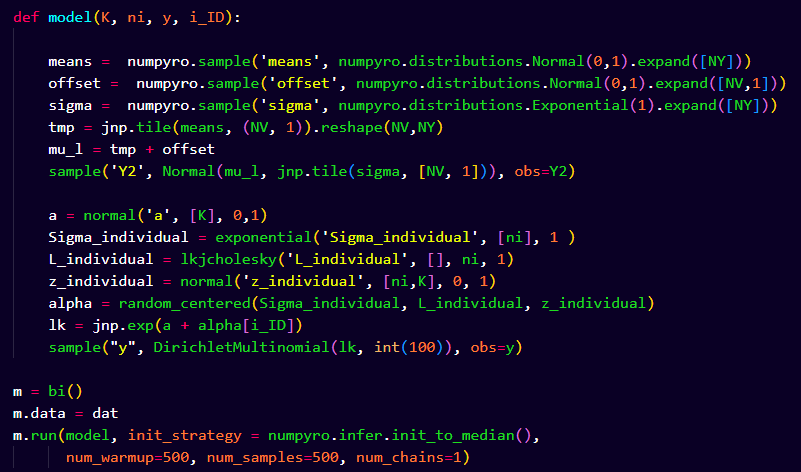 def model(K, ni, y, i_ID):
means =  numpyro.sample('means', numpyro.distributions.Normal(0,1).expand([NY]))
offset =  numpyro.sample('offset', numpyro.distributions.Normal(0,1).expand([NV,1]))
sigma =  numpyro.sample('sigma', numpyro.distributions.Exponential(1).expand([NY]))
tmp = jnp.tile(means, (NV, 1)).reshape(NV,NY)
mu_l = tmp + offset
sample('Y2', Normal(mu_l, jnp.tile(sigma, [NV, 1])), obs=Y2)
a = normal('a', [K], 0,1)
Sigma_individual = exponential('Sigma_individual', [ni], 1 )
L_individual = lkjcholesky('L_individual', [], ni, 1)
z_individual = normal('z_individual', [ni,K], 0, 1)
alpha = random_centered(Sigma_individual, L_individual, z_individual)
lk = jnp.exp(a + alpha[i_ID])
sample("y", DirichletMultinomial(lk, int(100)), obs=y)
m = bi()
m.data = dat
m.run(model, init_strategy = numpyro.infer.init_to_median(),
num_warmup=500, num_samples=500, num_chains=1)